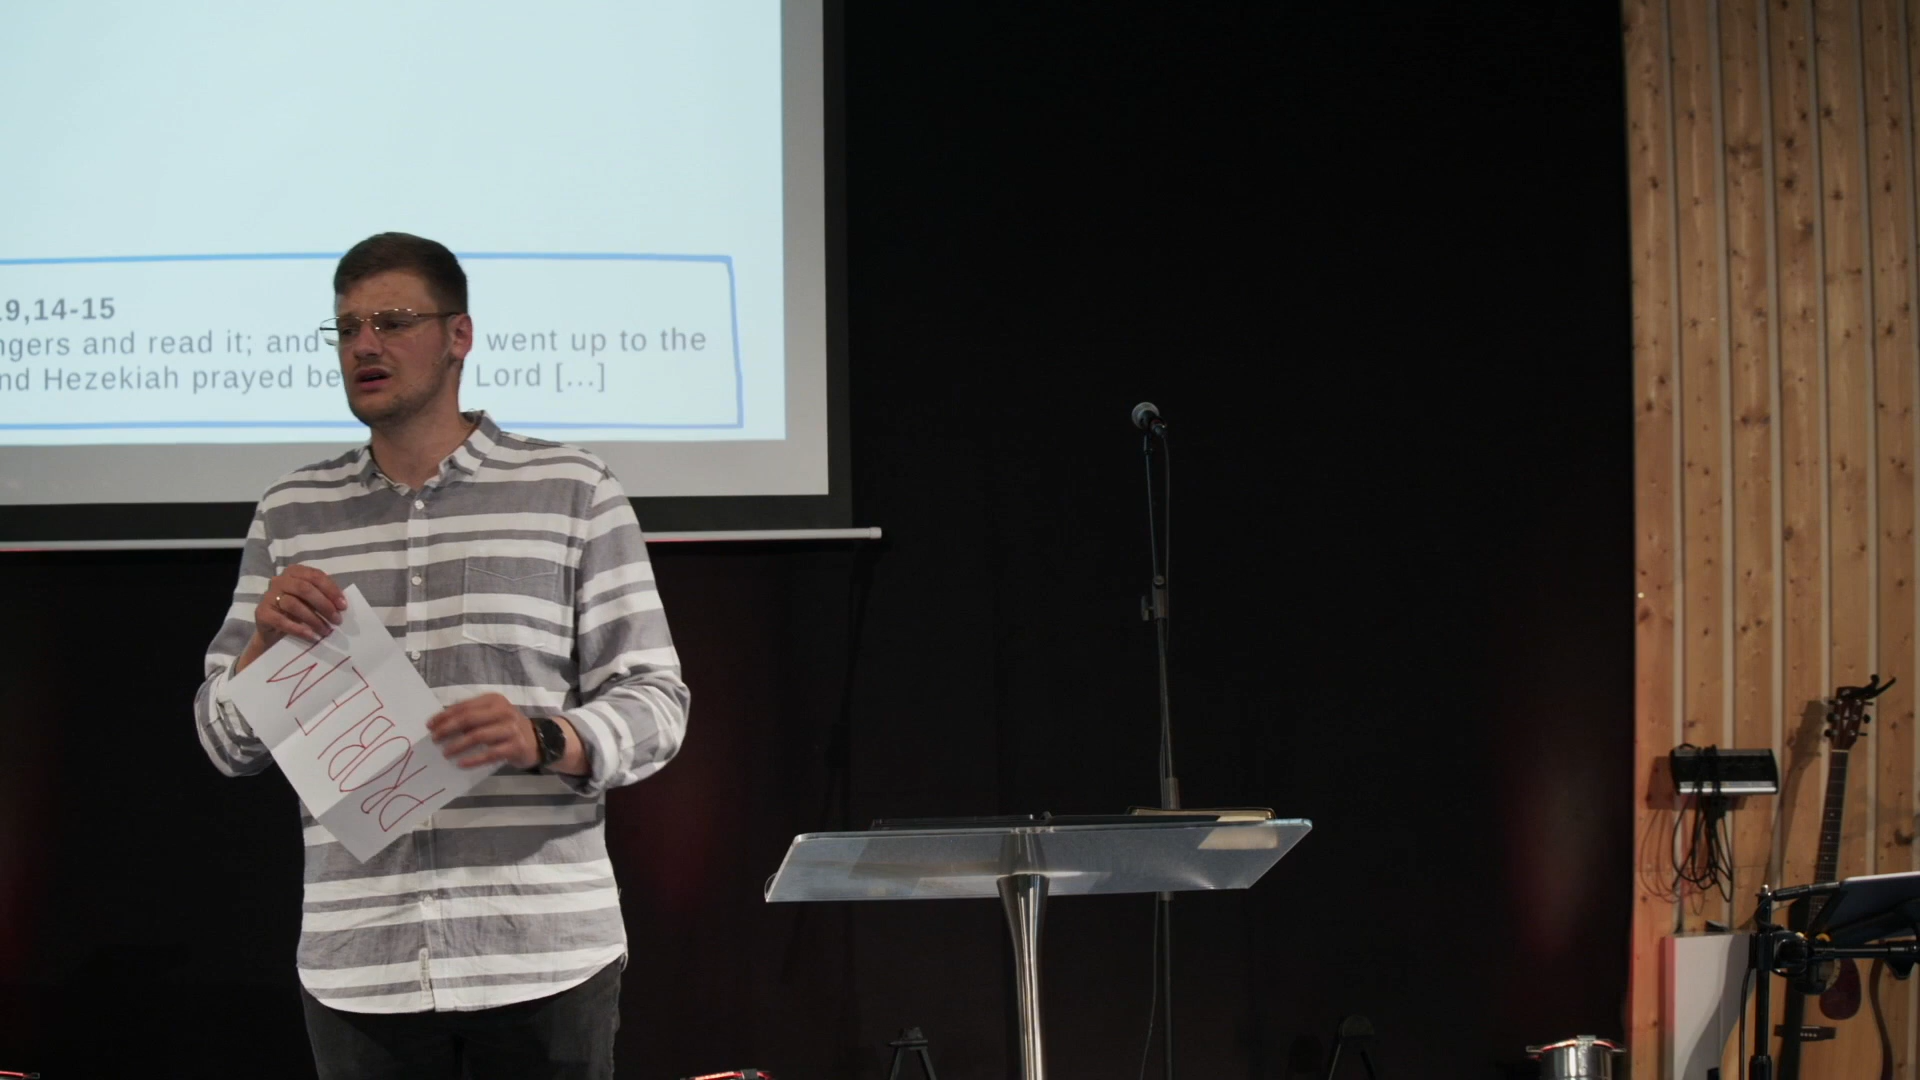 19,14-15
ngers and read it; and went up to the
nd Hezekiah prayed be Lord [...]
PROBLEM